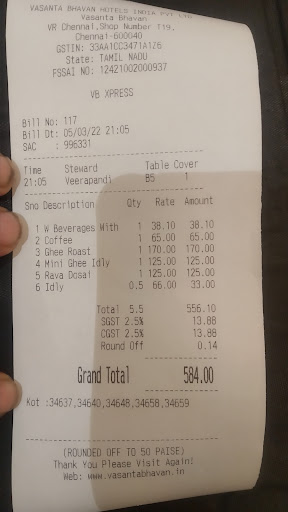 VASANTA BHAVAN HOTELS INDIA PVT LTD
Vasanta Bhavan
VR Chennai,Shop Number T19,
Chennai-600040
GSTIN: 33AA1CC3471A1Z6
State: TAMIL NADU
FSSAI NO: 12421002000937
VB XPRESS
Bill No: 117
Bill Dt: 05/03/22 21:05
SAC : 996331
Time Steward Table Cover
21:05 Veerapandi B5 1
Sno Description Qty Rate Amount
1 W Beverages With 1 38.10 38.10
2 Coffee 1 65.00 65.00
3 Ghee Roast 1 170.00 170.00
4 Mini Ghee Idly 1 125.00 125.00
5 Rava Dosai 1 125.00 125.00
6 Idly 0.5 66.00 33.00
Total 5.5 556.10
SGST 2.5% 13.88
CGST 2.5% 13.88
Round Off 0.14
Grand Total 584.00
Kot :34637,34640,34648,34658,34659
(ROUNDED OFF TO 50 PAISE)
Thank You Please Visit Again!
Web: www.vasantabhavan.in